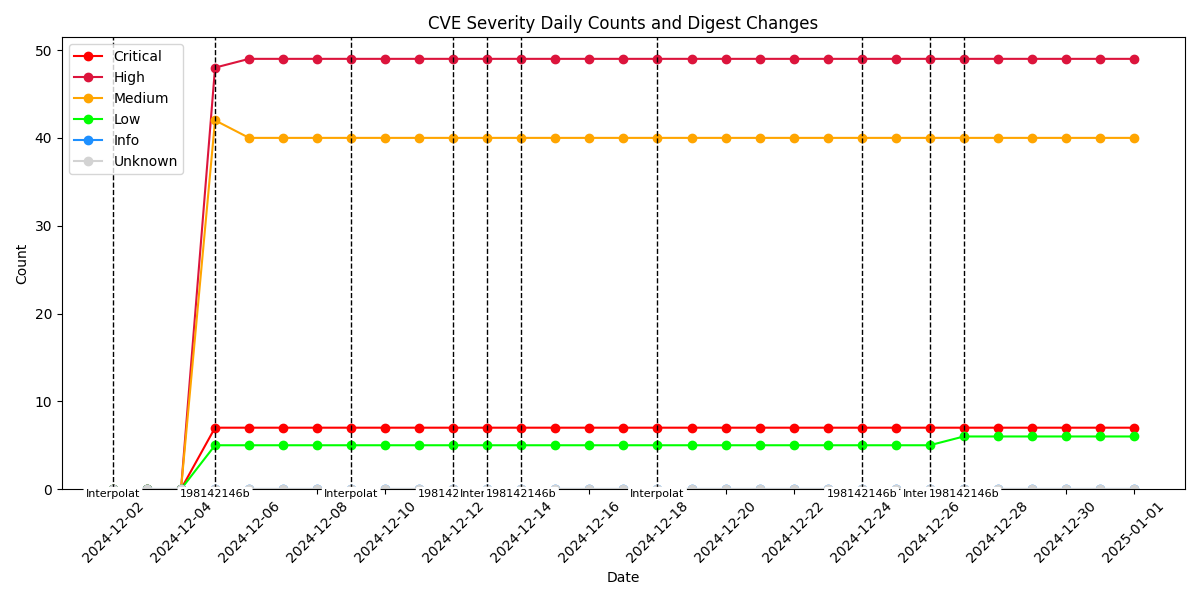 CVE Severity Daily Counts and Digest Changes
Critical
High
Medium
Low
Info
Unknown
Count
50
40
30
20
10
0
Interpolat
198142146b
Interpolat
198142
Inter
198142146b
Interpolat
198142146b
Inter
198142146b
2024-12-02
2024-12-04
2024-12-06
2024-12-08
2024-12-10
2024-12-12
2024-12-14
2024-12-16
2024-12-18
2024-12-20
2024-12-22
2024-12-24
2024-12-26
2024-12-28
2024-12-30
2025-01-01
Date